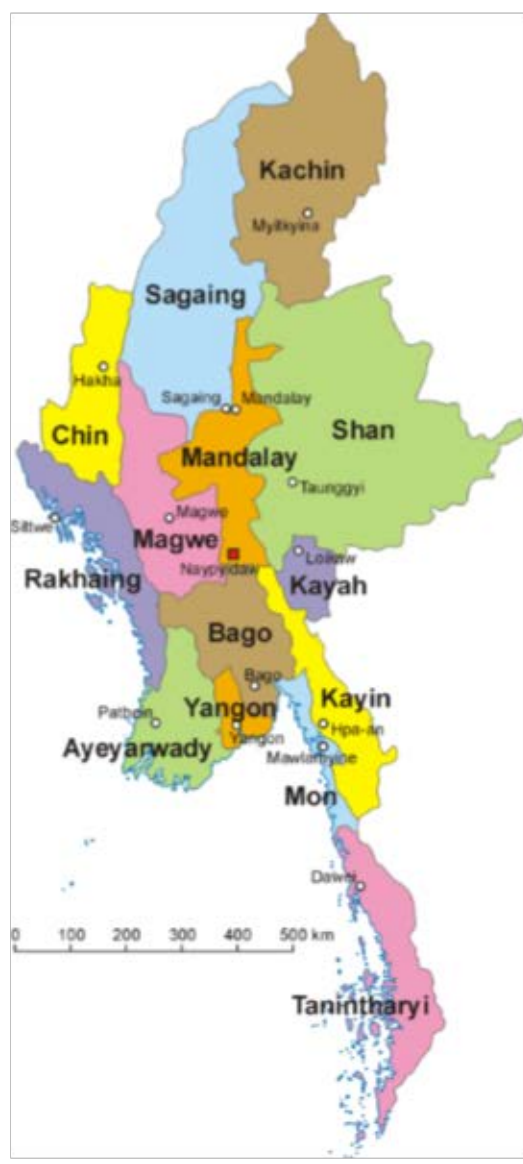 Kachin
Myitkyina
Sagaing
Hakha
Sagaing
Mandalay
Chin
Shan
Mandalay
Taunggyi
Magwe
Sittwe
Magwe
Loikaw
Naypyidaw
Rakhaing
Kayah
Bago
Bago
Kayin
Yangon
Pathein
Hpa-an
Yangon
Ayeyarwady
Mawlamyine
Mon
Dawei
0 100 200 300 400 500 km
Tanintharyi